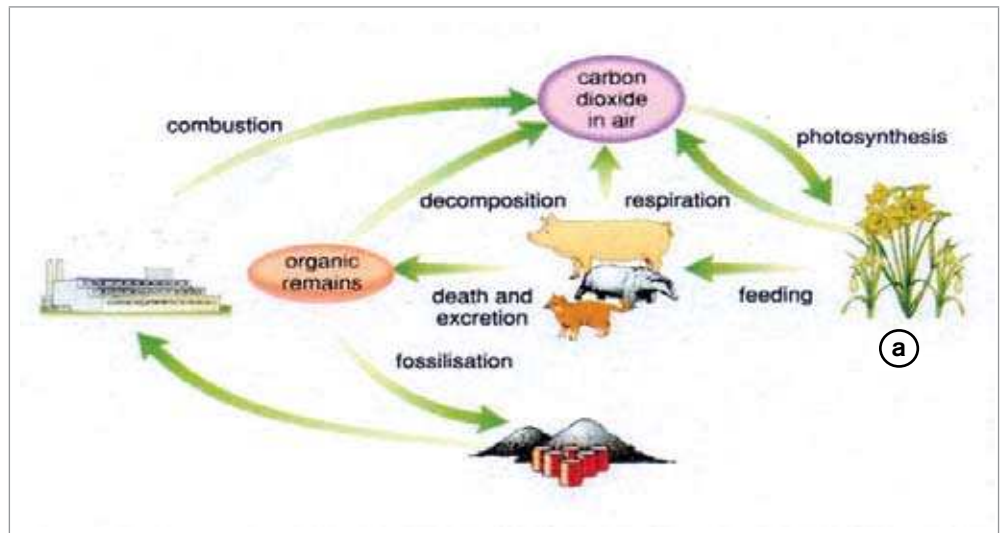 carbon
dioxide
in air
combustion
photosynthesis
decomposition
respiration
organic
remains
death and
excretion
feeding
a
fossilisation